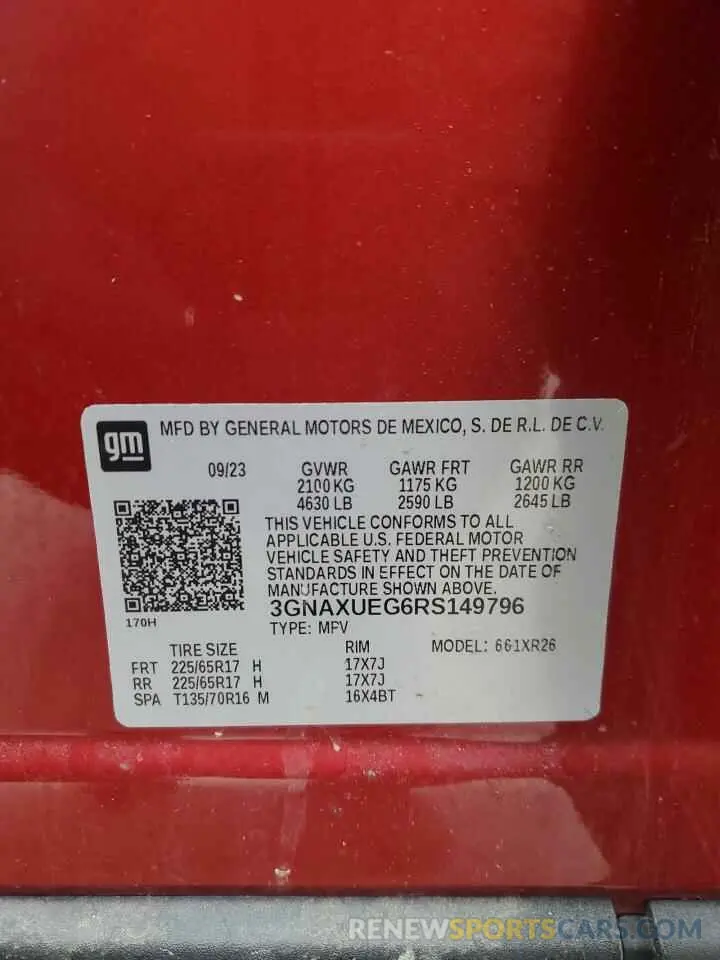 gm
MFD BY GENERAL MOTORS DE MEXICO, S. DE R.L. DE C.V.
09/23 GVWR GAWR FRT GAWR RR
2100 KG 1175 KG 1200 KG
4630 LB 2590 LB 2645 LB
THIS VEHICLE CONFORMS TO ALL
APPLICABLE U.S. FEDERAL MOTOR
VEHICLE SAFETY AND THEFT PREVENTION
STANDARDS IN EFFECT ON THE DATE OF
MANUFACTURE SHOWN ABOVE.
3GNAXUEG6RS149796
170H
TYPE: MPV
TIRE SIZE RIM MODEL: 661XR26
FRT 225/65R17 H 17X7J
RR 225/65R17 H 17X7J
SPA T135/70R16 M 16X4BT
RENEWSPORTSCARS.COM